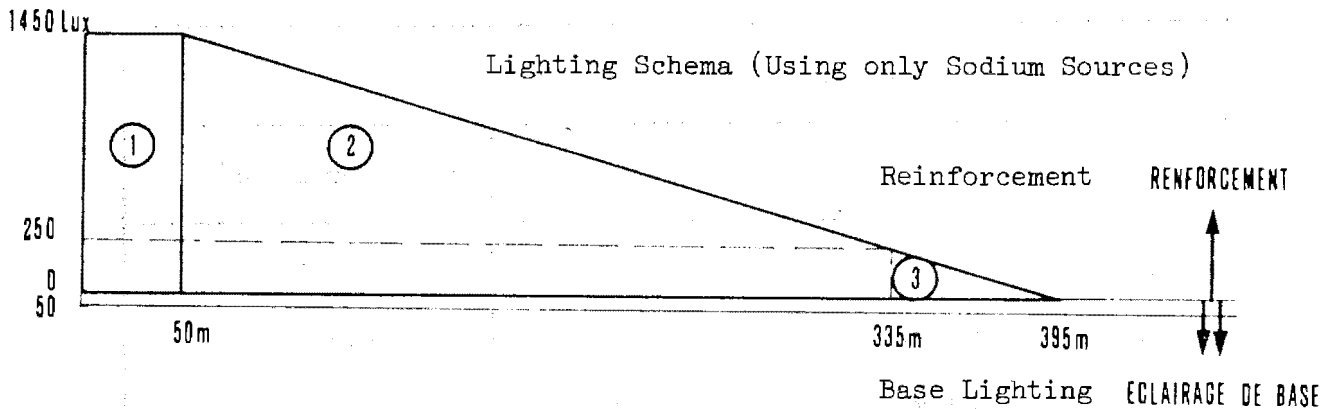 1450 Lux
Lighting Schema (Using only Sodium Sources)
1
2
Reinforcement RENFORCEMENT
250
3
0
50
50m
335m
395m
Base Lighting ECLAIRAGE DE BASE